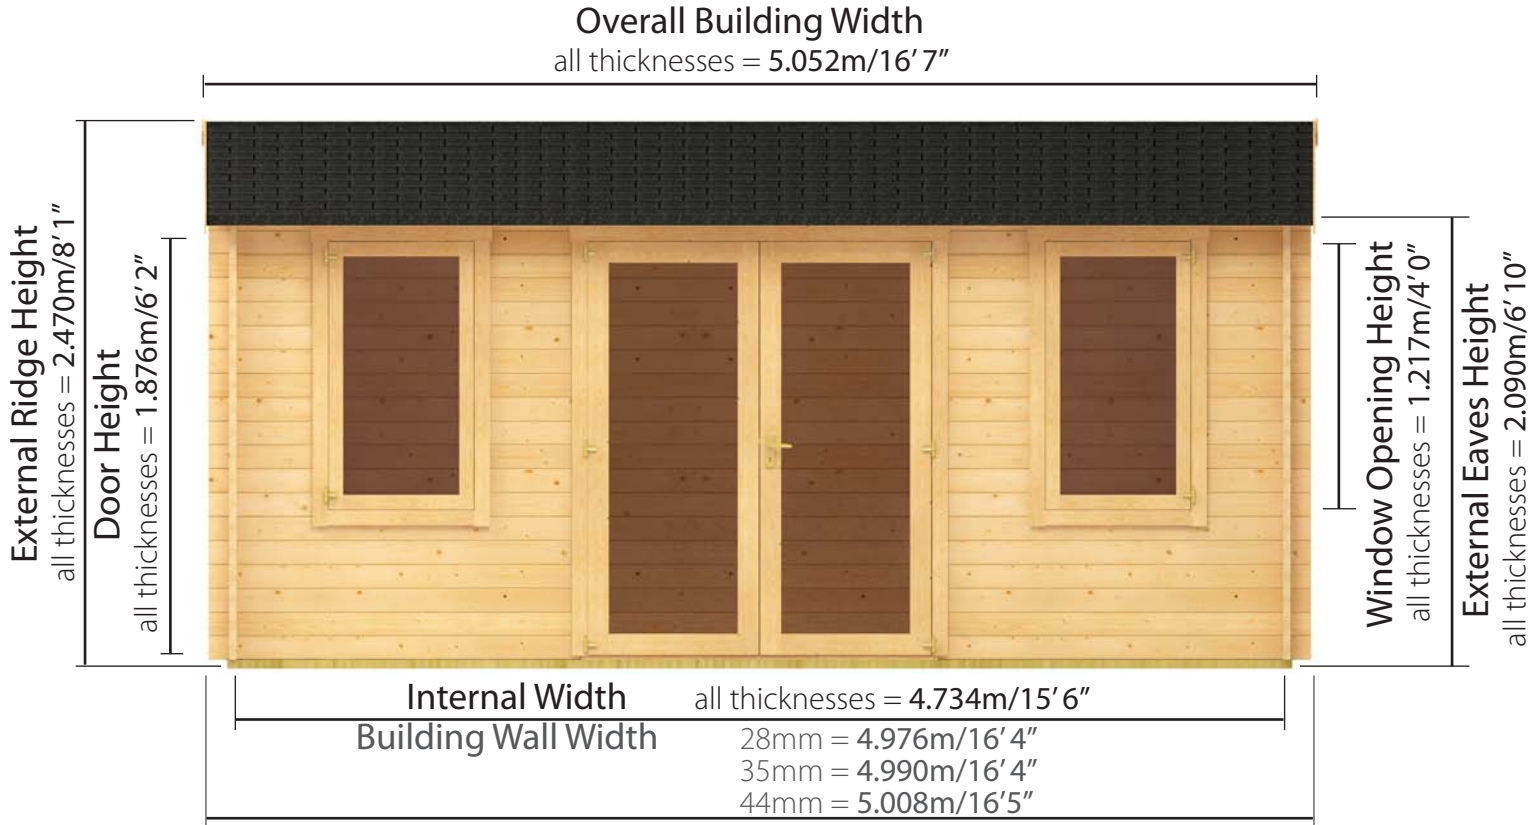 Overall Building Width
all thicknesses = 5.052m/16’ 7”
External Ridge Height
all thicknesses = 2.470m/8’ 1”
Door Height
all thicknesses = 1.876m/6’ 2”
Window Opening Height
all thicknesses = 1.217m/4’ 0”
External Eaves Height
all thicknesses = 2.090m/6’ 10”
Internal Width all thicknesses = 4.734m/15’ 6”
Building Wall Width 28mm = 4.976m/16’ 4”
35mm = 4.990m/16’ 4”
44mm = 5.008m/16’5”